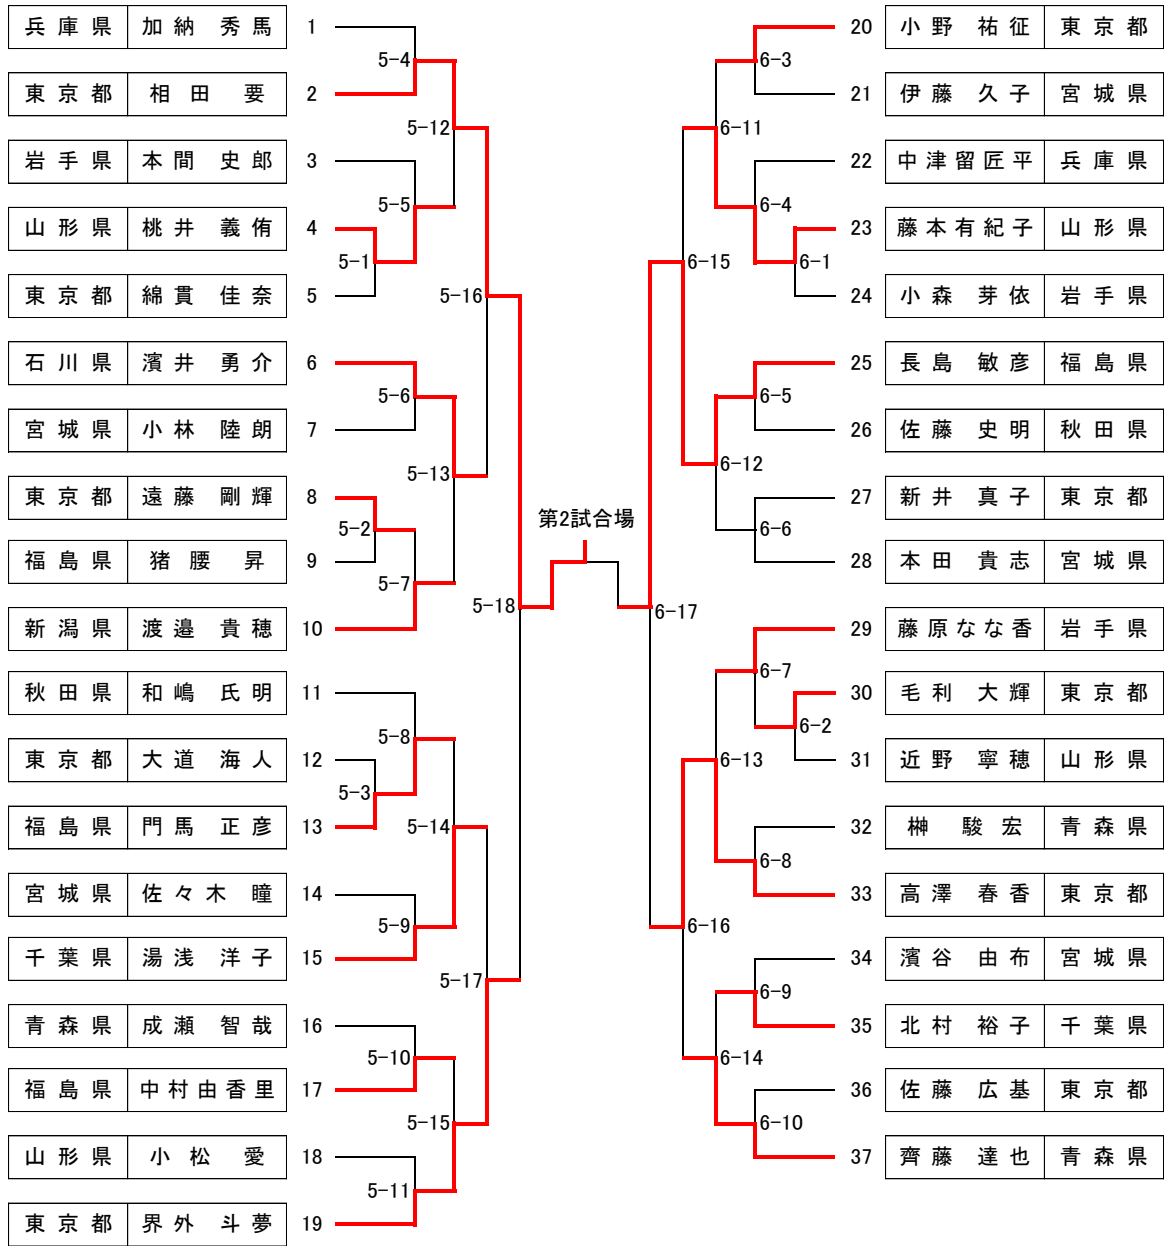 兵庫県 加納 秀馬 1
5-4
東京都 相田 要 2
5-12
岩手県 本間 史郎 3
5-5
山形県 桃井 義侑 4
5-1
東京都 綿貫 佳奈 5
5-16
石川県 濱井 勇介 6
5-6
宮城県 小林 陸朗 7
5-13
東京都 遠藤 剛輝 8
5-2
福島県 猪腰 昇 9
5-7
新潟県 渡邉 貴穂 10
5-18
秋田県 和嶋 氏明 11
5-8
東京都 大道 海人 12
5-3
福島県 門馬 正彦 13
5-14
宮城県 佐々木 瞳 14
5-9
千葉県 湯浅 洋子 15
5-17
青森県 成瀬 智哉 16
5-10
福島県 中村由香里 17
5-15
山形県 小松 愛 18
5-11
東京都 界外 斗夢 19
第2試合場
20 小野 祐征 東京都
6-3
21 伊藤 久子 宮城県
6-11
22 中津留匠平 兵庫県
6-4
23 藤本有紀子 山形県
6-15
6-1
24 小森 芽依 岩手県
25 長島 敏彦 福島県
6-5
26 佐藤 史明 秋田県
6-12
27 新井 真子 東京都
6-6
28 本田 貴志 宮城県
6-17
29 藤原なな香 岩手県
6-7
30 毛利 大輝 東京都
6-2
31 近野 寧穂 山形県
6-13
32 榊 駿宏 青森県
6-8
33 高澤 春香 東京都
6-16
34 濱谷 由布 宮城県
6-9
35 北村 裕子 千葉県
6-14
36 佐藤 広基 東京都
6-10
37 齊藤 達也 青森県